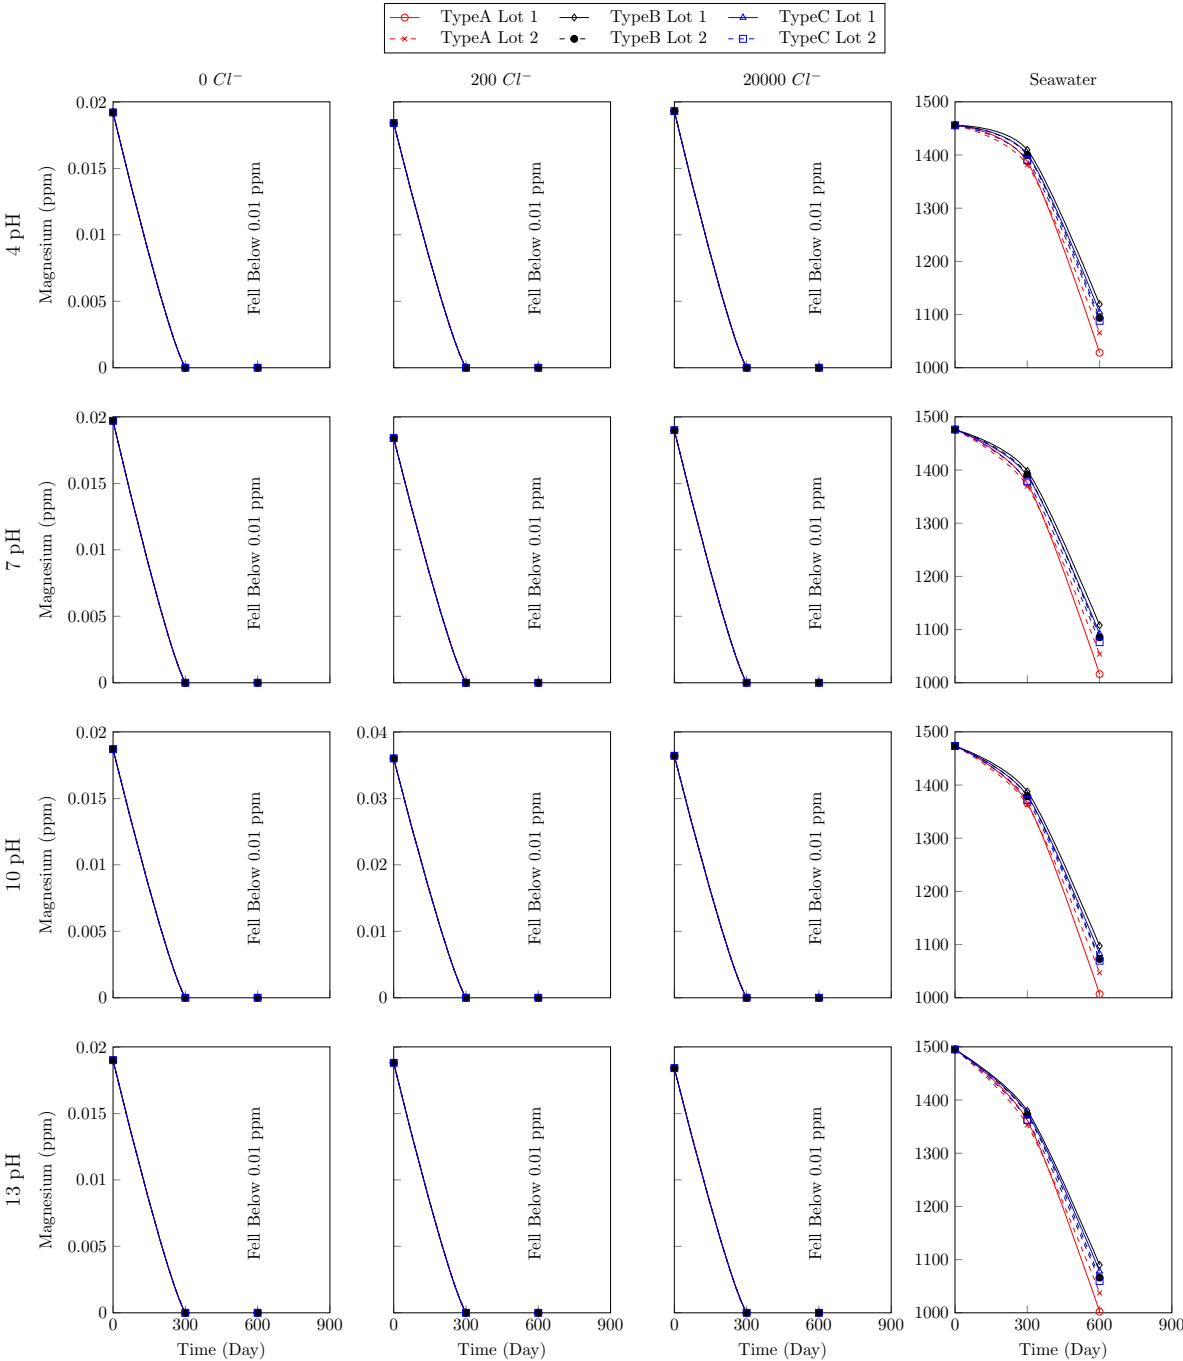 TypeA Lot 1 TypeB Lot 1 TypeC Lot 1
TypeA Lot 2 TypeB Lot 2 TypeC Lot 2
0 Cl⁻ 200 Cl⁻ 20000 Cl⁻ Seawater
4 pH
Magnesium (ppm)
0.02
0.015
0.01
0.005
0
Fell Below 0.01 ppm
Fell Below 0.01 ppm
Fell Below 0.01 ppm
1500
1400
1300
1200
1100
1000
7 pH
Magnesium (ppm)
0.02
0.015
0.01
0.005
0
Fell Below 0.01 ppm
Fell Below 0.01 ppm
Fell Below 0.01 ppm
1500
1400
1300
1200
1100
1000
10 pH
Magnesium (ppm)
0.02
0.015
0.01
0.005
0
Fell Below 0.01 ppm
0.04
0.03
0.02
0.01
0
Fell Below 0.01 ppm
Fell Below 0.01 ppm
1500
1400
1300
1200
1100
1000
13 pH
Magnesium (ppm)
0.02
0.015
0.01
0.005
0
Fell Below 0.01 ppm
Fell Below 0.01 ppm
Fell Below 0.01 ppm
1500
1400
1300
1200
1100
1000
0 300 600 900 0 300 600 900 0 300 600 900 0 300 600 900
Time (Day) Time (Day) Time (Day) Time (Day)